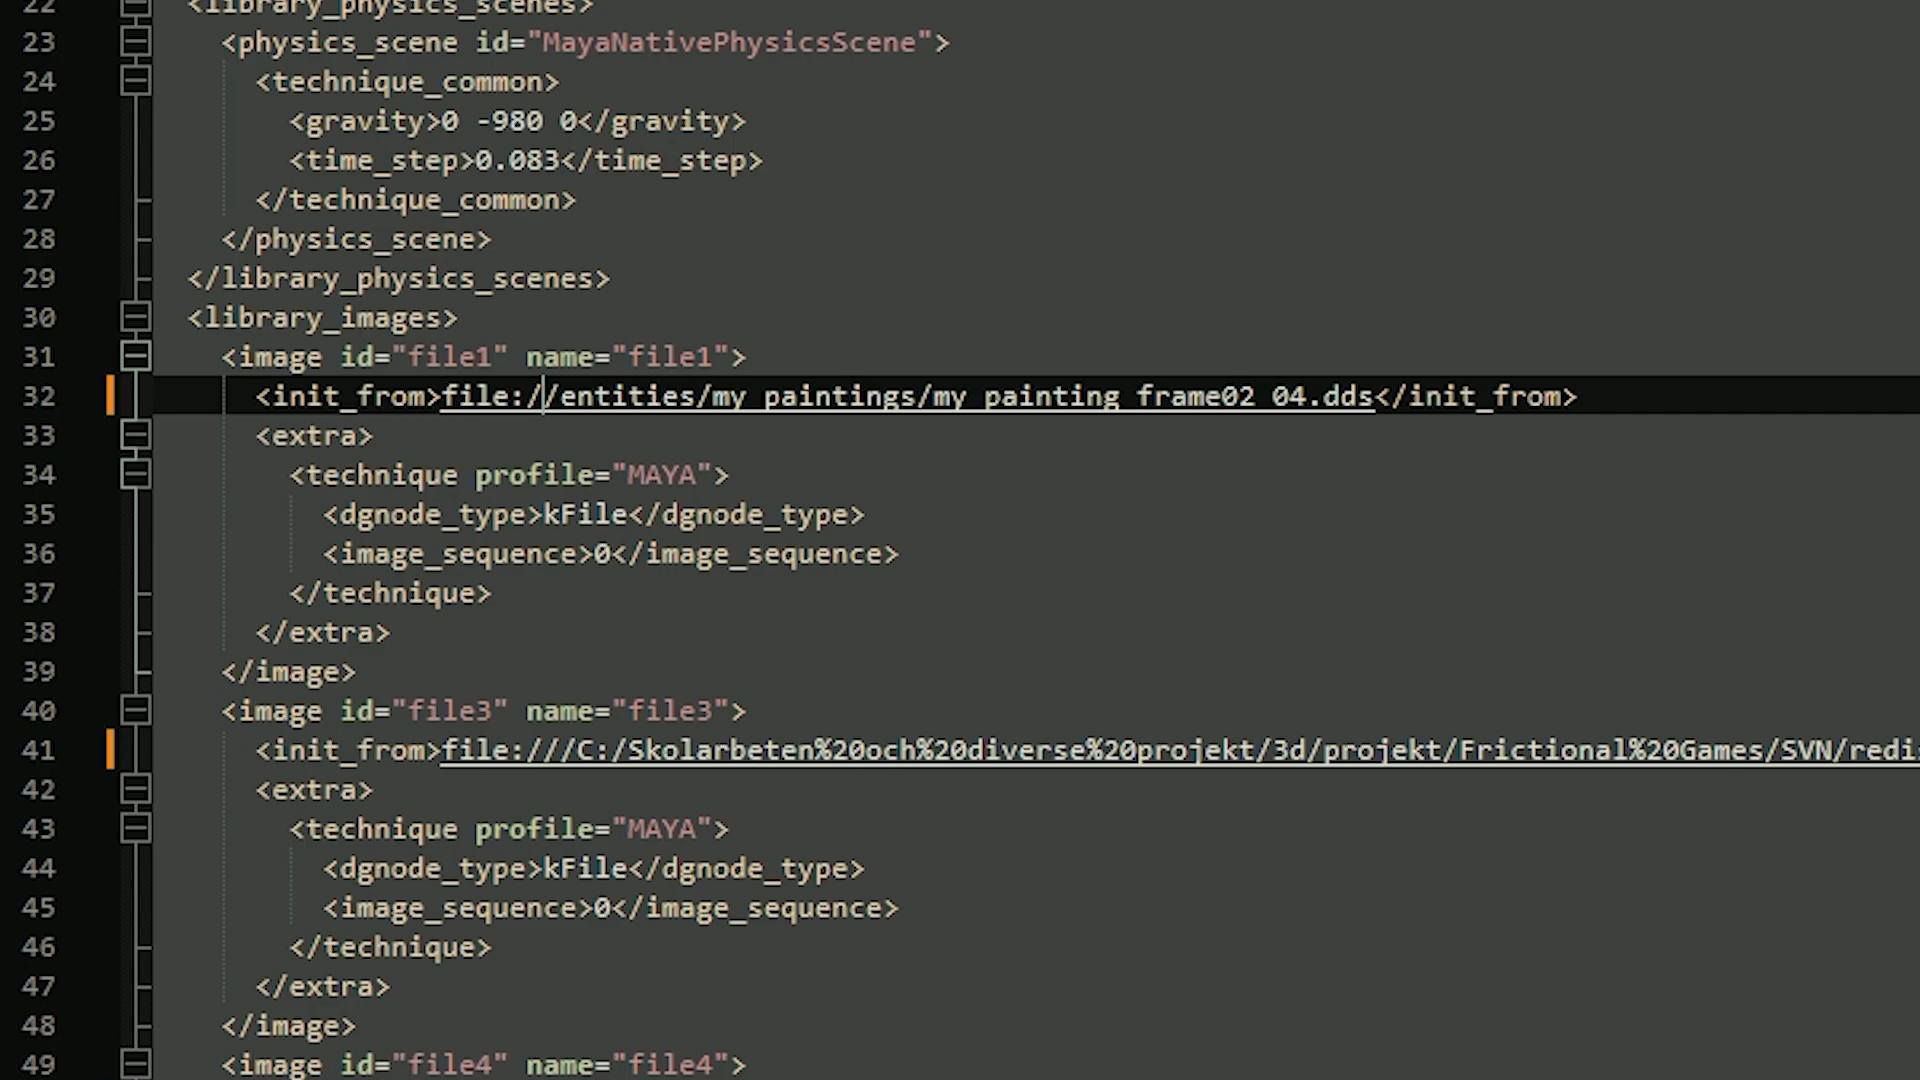 22 <library_physics_scenes>
23 <physics_scene id="MayaNativePhysicsScene">
24 <technique_common>
25 <gravity>0 -980 0</gravity>
26 <time_step>0.083</time_step>
27 </technique_common>
28 </physics_scene>
29 </library_physics_scenes>
30 <library_images>
31 <image id="file1" name="file1">
32 <init_from>file://entities/my_paintings/my_painting_frame02_04.dds</init_from>
33 <extra>
34 <technique profile="MAYA">
35 <dgnode_type>kFile</dgnode_type>
36 <image_sequence>0</image_sequence>
37 </technique>
38 </extra>
39 </image>
40 <image id="file3" name="file3">
41 <init_from>file:///C:/Skolarbeten%20och%20diverse%20projekt/3d/projekt/Frictional%20Games/SVN/redis
42 <extra>
43 <technique profile="MAYA">
44 <dgnode_type>kFile</dgnode_type>
45 <image_sequence>0</image_sequence>
46 </technique>
47 </extra>
48 </image>
49 <image id="file4" name="file4">